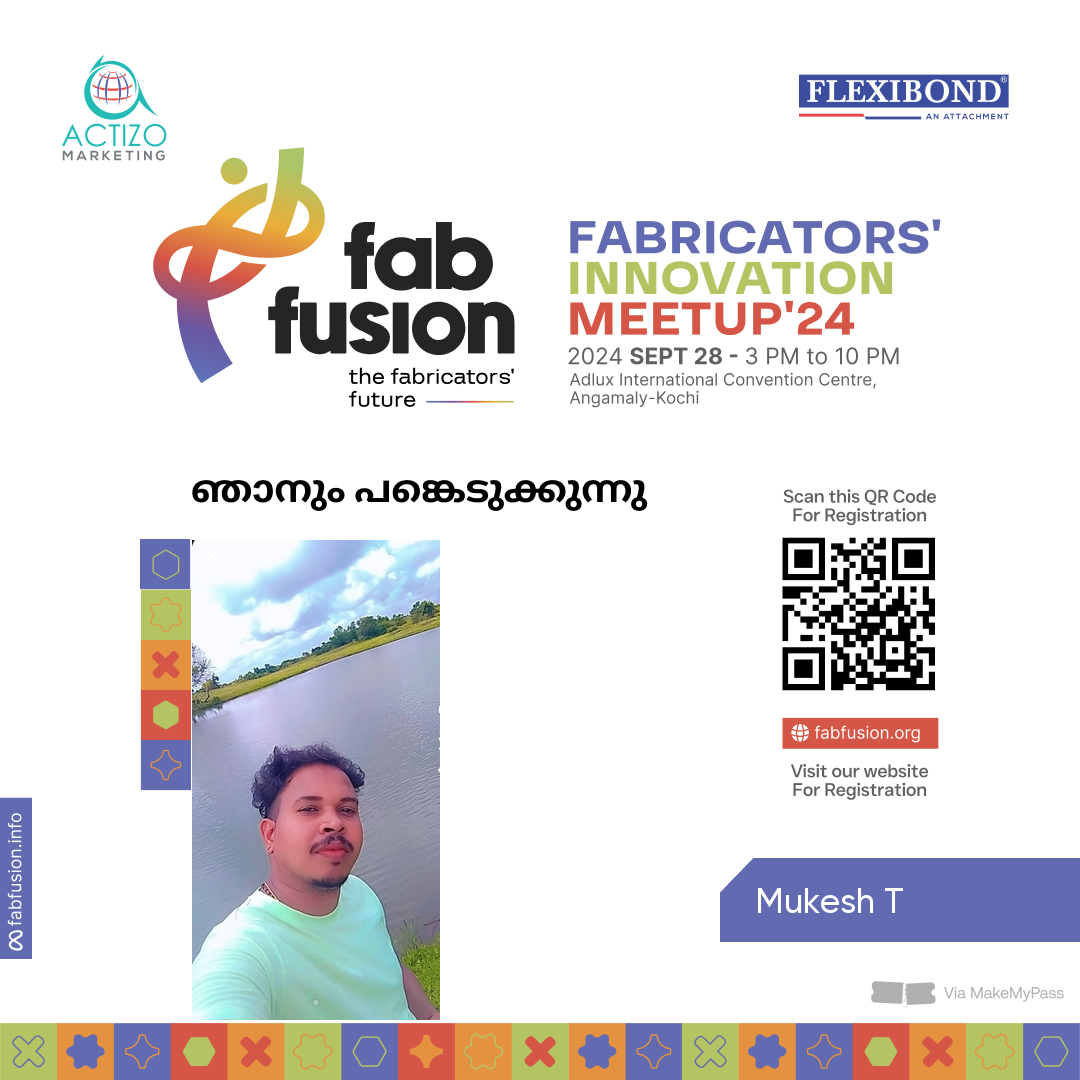 ACTIZO
MARKETING
FLEXIBOND®
AN ATTACHMENT
fab
fusion
the fabricators'
future
FABRICATORS'
INNOVATION
MEETUP'24
2024 SEPT 28 - 3 PM to 10 PM
Adlux International Convention Centre,
Angamaly-Kochi
ഞാനും പങ്കെടുക്കുന്നു
Scan this QR Code
For Registration
fabfusion.org
Visit our website
For Registration
fabfusion.info
Mukesh T
Via MakeMyPass